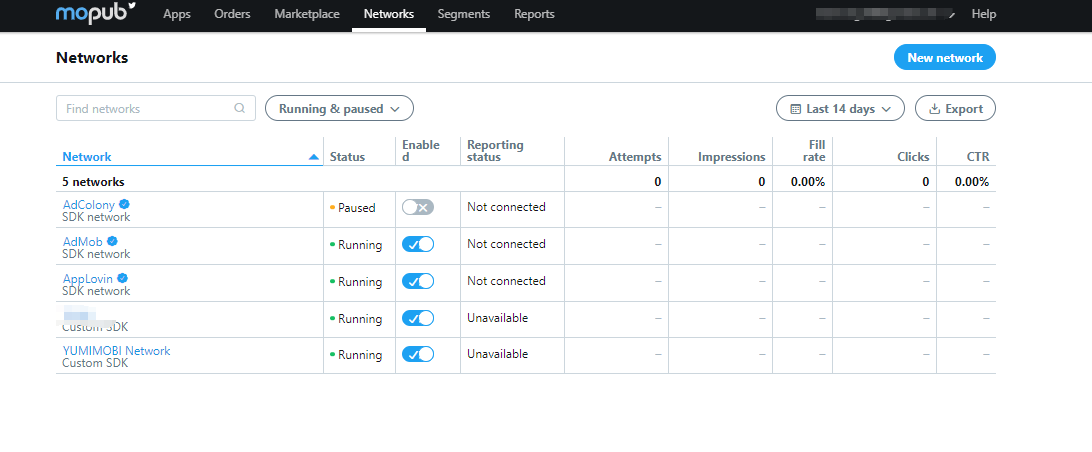 mopub
Apps
Orders
Marketplace
Networks
Segments
Reports
Help
Networks
New network
Find networks
Running & paused
Last 14 days
Export
Network
Status
Enable
d
Reporting
status
Attempts
Impressions
Fill
rate
Clicks
CTR
5 networks
0
0
0.00%
0
0.00%
AdColony
SDK network
Paused
Not connected
–
–
–
–
–
AdMob
SDK network
Running
Not connected
–
–
–
–
–
AppLovin
SDK network
Running
Not connected
–
–
–
–
–
Custom SDK
Running
Unavailable
–
–
–
–
–
YUMIMOBI Network
Custom SDK
Running
Unavailable
–
–
–
–
–